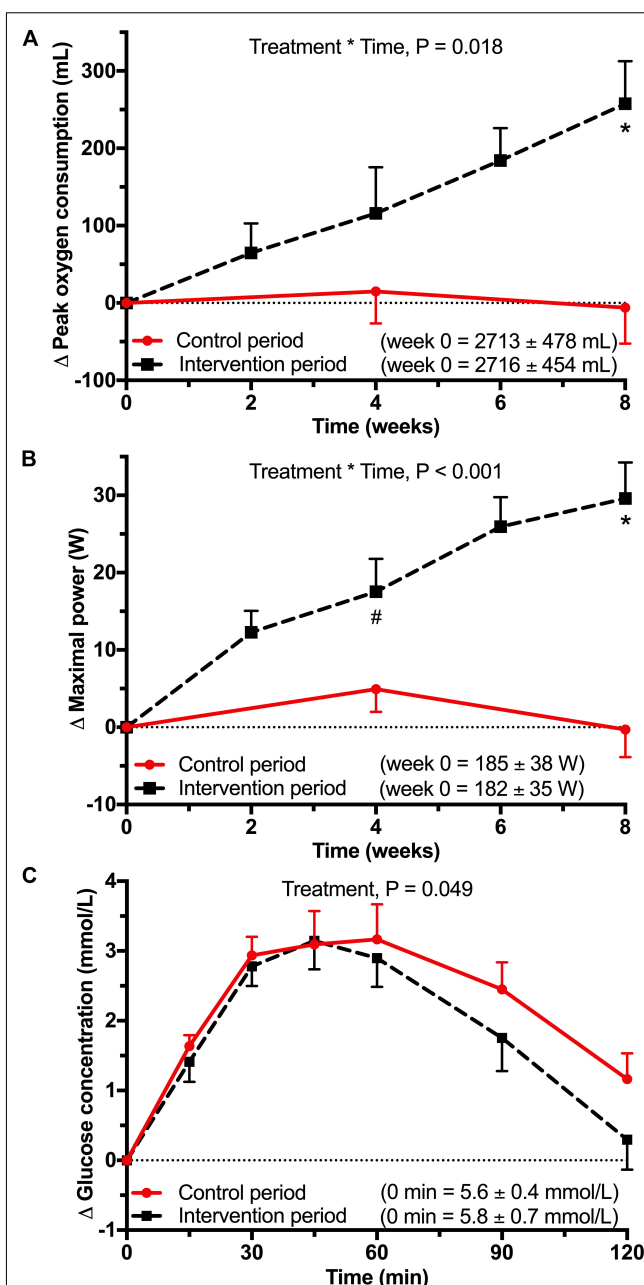 A
Treatment * Time, P = 0.018
Δ Peak oxygen consumption (mL)
300
200
100
0
-100
Control period (week 0 = 2713 ± 478 mL)
Intervention period (week 0 = 2716 ± 454 mL)
*
0 2 4 6 8
Time (weeks)
B
Treatment * Time, P < 0.001
Δ Maximal power (W)
30
20
10
0
-10
*
#
Control period (week 0 = 185 ± 38 W)
Intervention period (week 0 = 182 ± 35 W)
0 2 4 6 8
Time (weeks)
C
Treatment, P = 0.049
Δ Glucose concentration (mmol/L)
4
3
2
1
0
-1
Control period (0 min = 5.6 ± 0.4 mmol/L)
Intervention period (0 min = 5.8 ± 0.7 mmol/L)
0 30 60 90 120
Time (min)